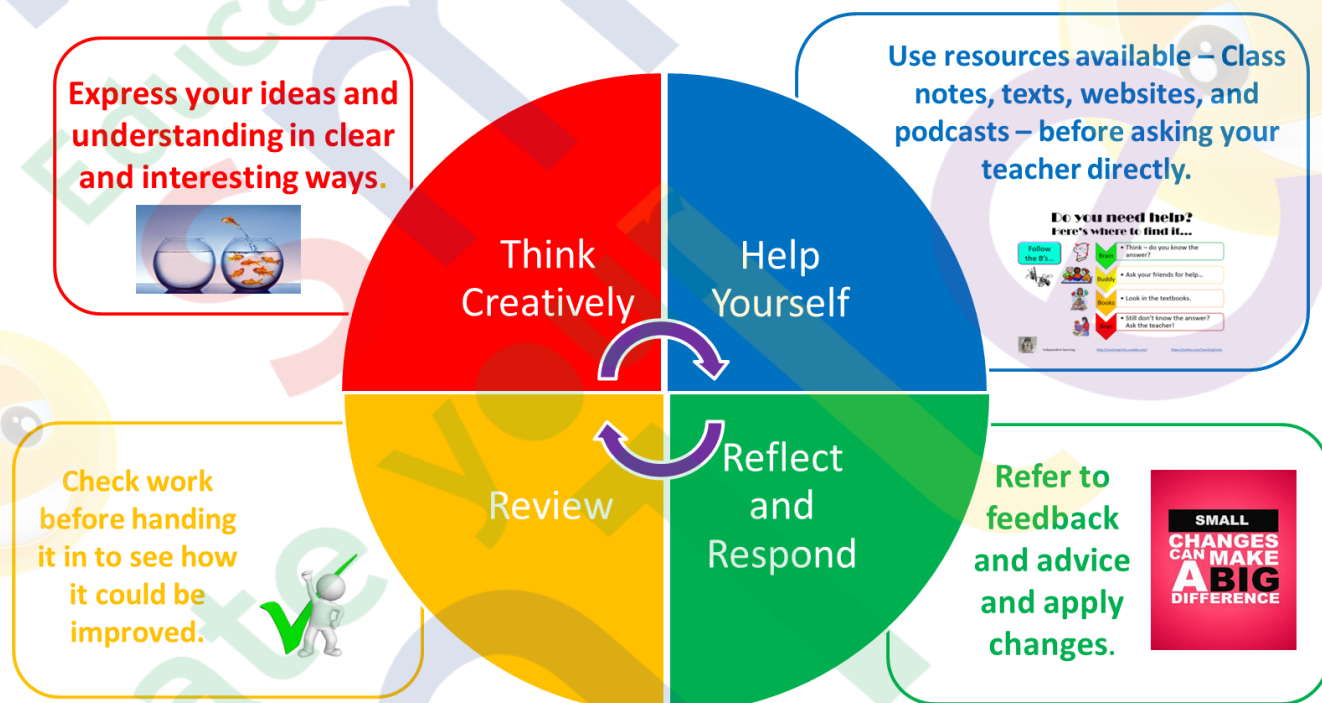 Express your ideas and
understanding in clear
and interesting ways.
Use resources available – Class
notes, texts, websites, and
podcasts – before asking your
teacher directly.
Do you need help?
Here's where to find it...
Follow
the B's...
Brain
• Think – do you know the
answer?
Buddy
• Ask your friends for help...
Books
• Look in the textbooks.
Boss
• Still don't know the answer?
Ask the teacher!
Independent learning
Think
Creatively
Help
Yourself
Review
Reflect
and
Respond
Check work
before handing
it in to see how
it could be
improved.
Refer to
feedback
and advice
and apply
changes.
SMALL
CHANGES
CAN MAKE
A BIG
DIFFERENCE